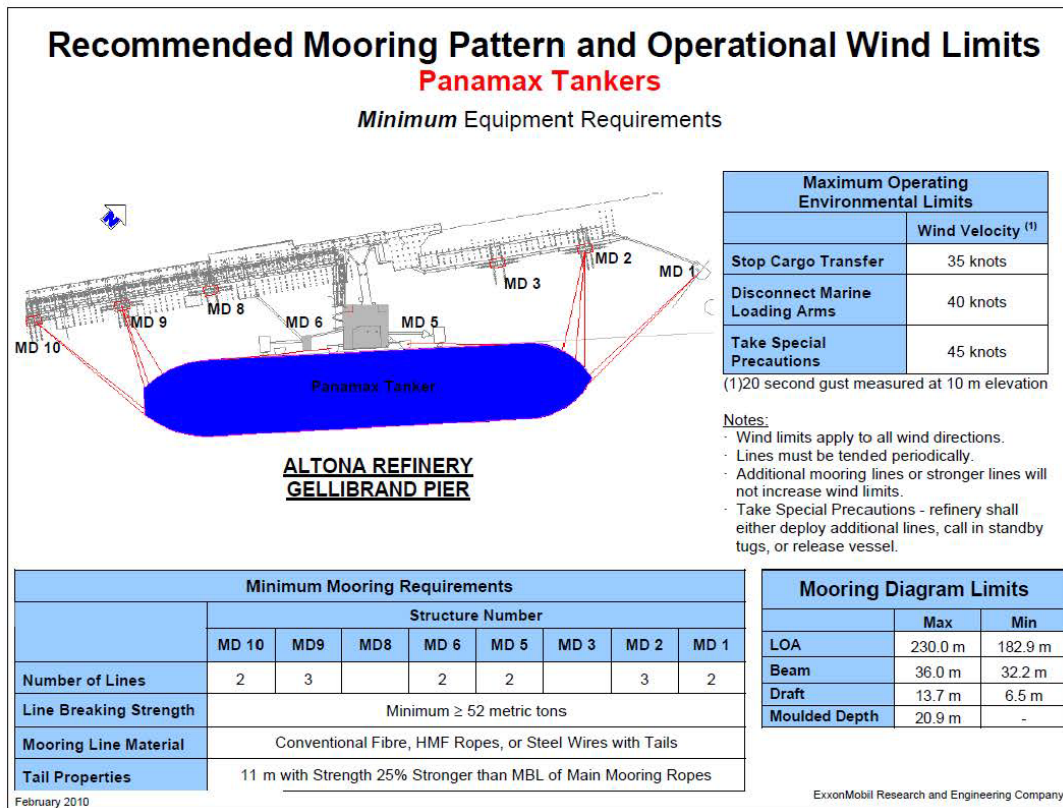 Recommended Mooring Pattern and Operational Wind Limits
Panamax Tankers
Minimum Equipment Requirements
N
MD 10
MD 9
MD 8
MD 6
MD 5
MD 3
MD 2
MD 1
Panamax Tanker
ALTONA REFINERY
GELLIBRAND PIER
Maximum Operating
Environmental Limits
Wind Velocity (1)
Stop Cargo Transfer 35 knots
Disconnect Marine
Loading Arms 40 knots
Take Special
Precautions 45 knots
(1)20 second gust measured at 10 m elevation
Notes:
· Wind limits apply to all wind directions.
· Lines must be tended periodically.
· Additional mooring lines or stronger lines will
not increase wind limits.
· Take Special Precautions - refinery shall
either deploy additional lines, call in standby
tugs, or release vessel.
Minimum Mooring Requirements
Structure Number
MD 10 MD9 MD8 MD 6 MD 5 MD 3 MD 2 MD 1
Number of Lines 2 3 2 2 3 2
Line Breaking Strength Minimum ≥ 52 metric tons
Mooring Line Material Conventional Fibre, HMF Ropes, or Steel Wires with Tails
Tail Properties 11 m with Strength 25% Stronger than MBL of Main Mooring Ropes
Mooring Diagram Limits
Max Min
LOA 230.0 m 182.9 m
Beam 36.0 m 32.2 m
Draft 13.7 m 6.5 m
Moulded Depth 20.9 m -
February 2010
ExxonMobil Research and Engineering Company